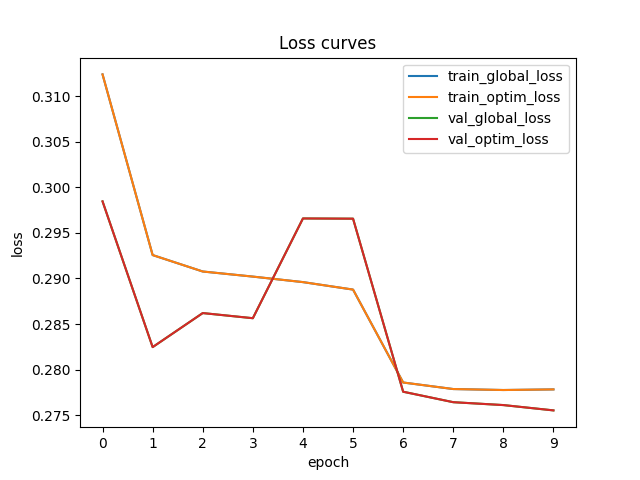 Loss curves
train_global_loss
train_optim_loss
val_global_loss
val_optim_loss
0.310
0.305
0.300
0.295
0.290
0.285
0.280
0.275
loss
0 1 2 3 4 5 6 7 8 9
epoch